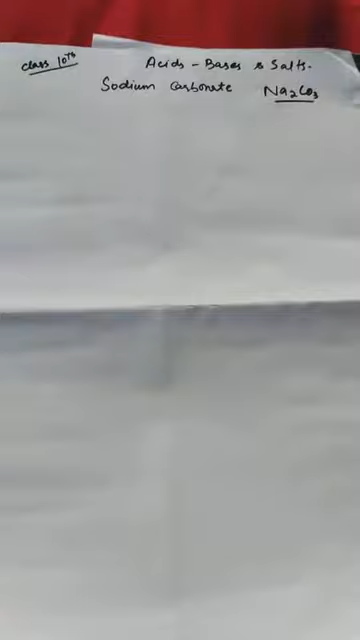 class 10th
Acids - Bases & Salts.
Sodium Carbonate Na2CO3